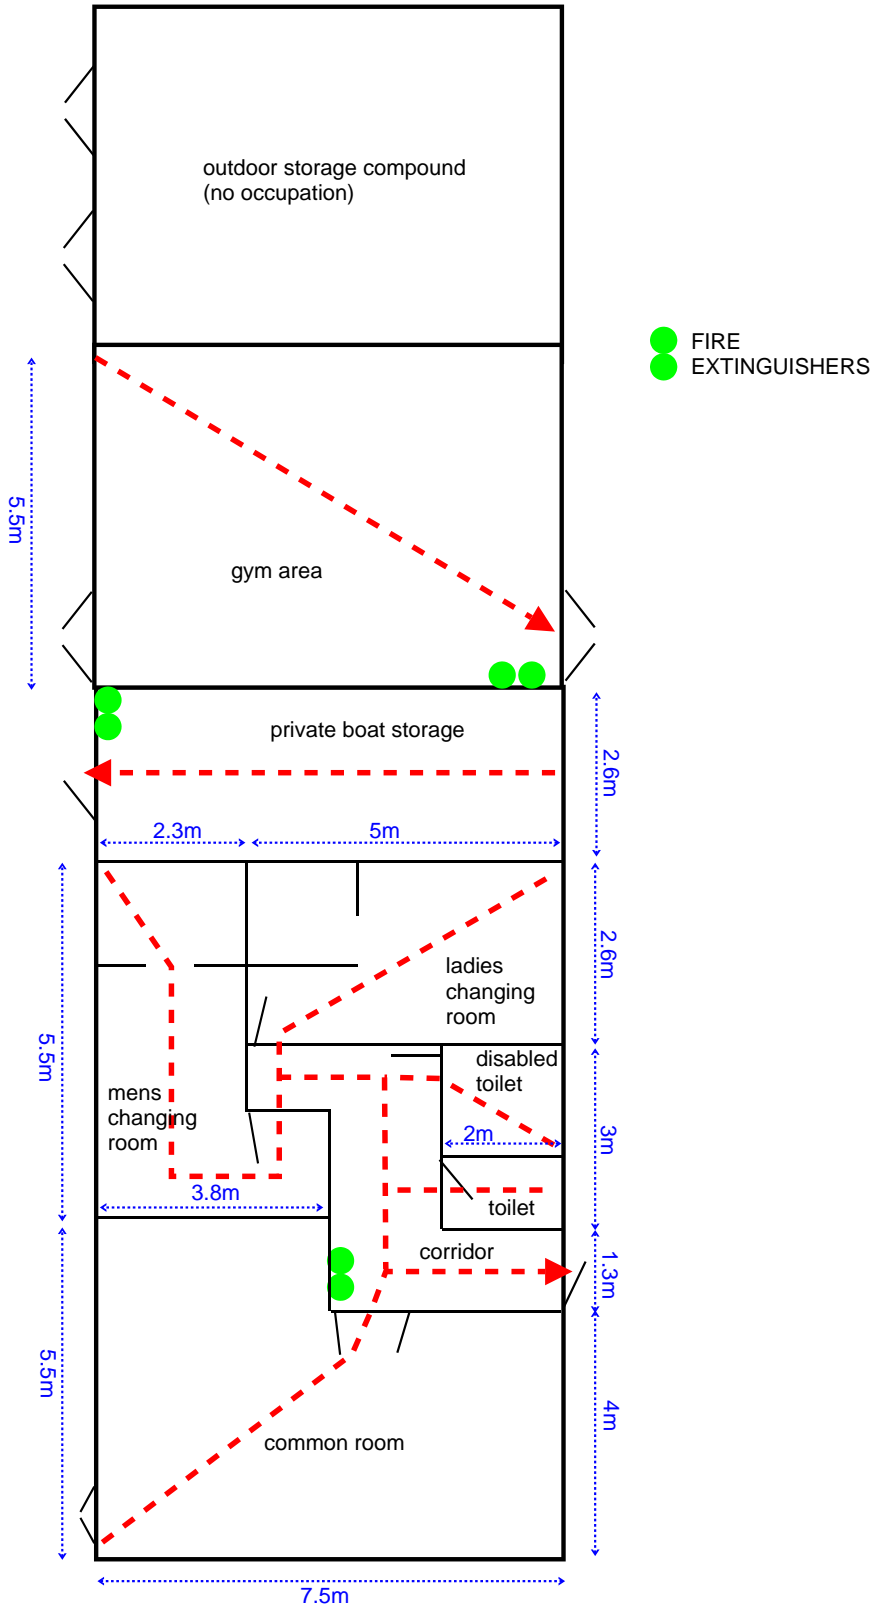 outdoor storage compound
(no occupation)
FIRE
EXTINGUISHERS
5.5m
gym area
private boat storage
2.6m
2.3m
5m
ladies
changing
room
2.6m
5.5m
mens
changing
room
disabled
toilet
2m
3m
3.8m
toilet
corridor
1.3m
5.5m
common room
4m
7.5m